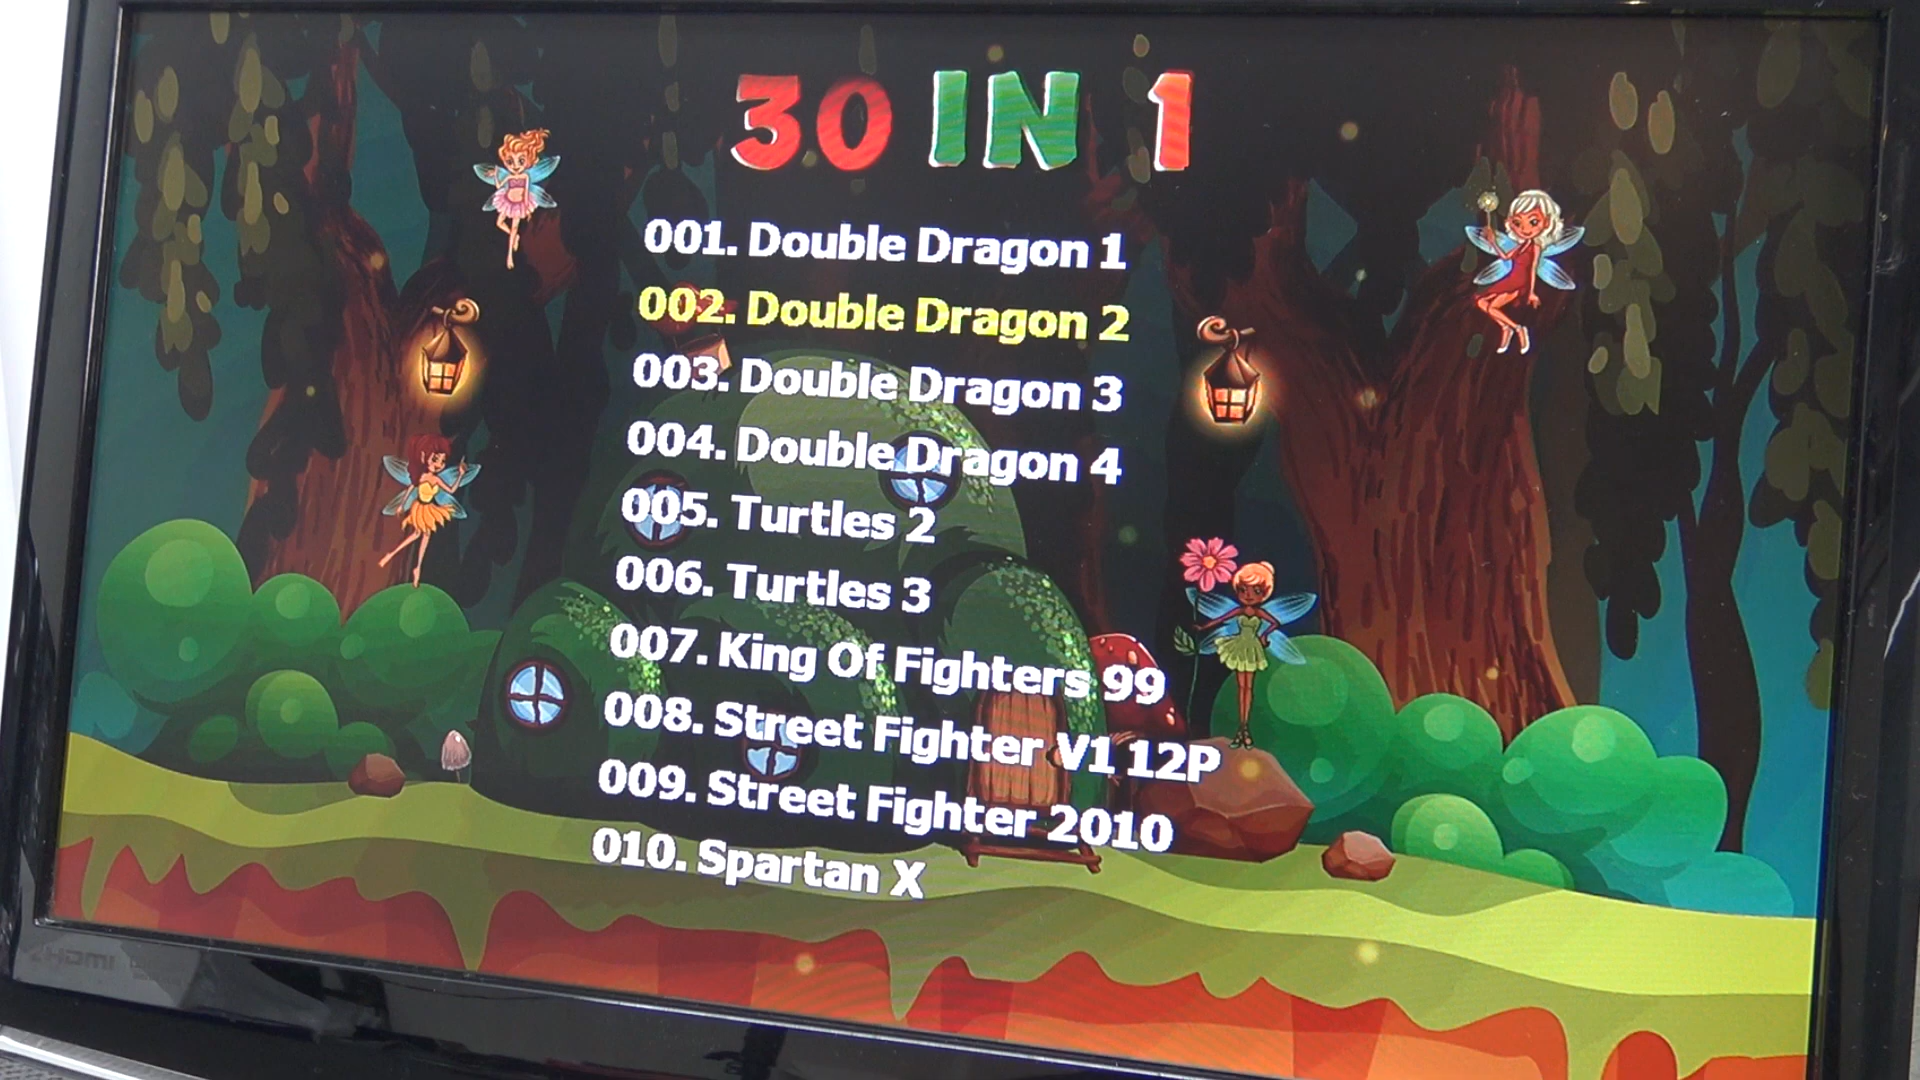 30 IN 1
001. Double Dragon 1
002. Double Dragon 2
003. Double Dragon 3
004. Double Dragon 4
005. Turtles 2
006. Turtles 3
007. King Of Fighters 99
008. Street Fighter V1 12P
009. Street Fighter 2010
010. Spartan X
HDMI